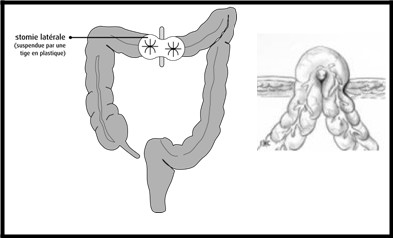 stomie latérale
(suspendue par une
tige en plastique)